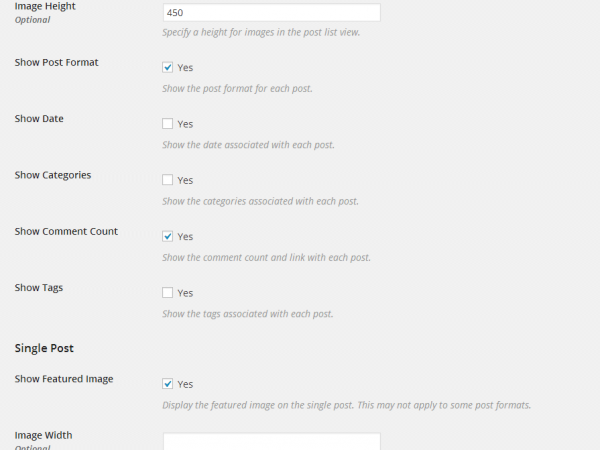 Image Height
Optional
450
Specify a height for images in the post list view.
Show Post Format
Yes
Show the post format for each post.
Show Date
Yes
Show the date associated with each post.
Show Categories
Yes
Show the categories associated with each post.
Show Comment Count
Yes
Show the comment count and link with each post.
Show Tags
Yes
Show the tags associated with each post.
Single Post
Show Featured Image
Yes
Display the featured image on the single post. This may not apply to some post formats.
Image Width
Optional